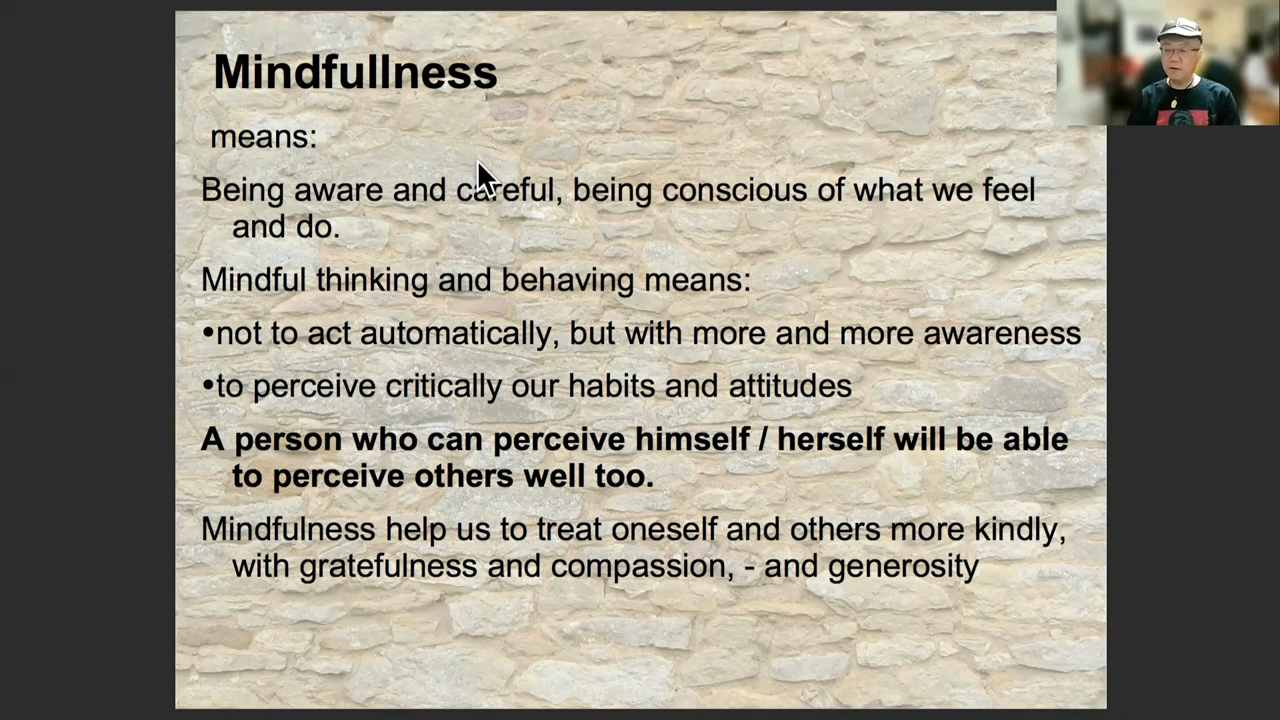 Mindfullness
means:
Being aware and careful, being conscious of what we feel
and do.
Mindful thinking and behaving means:
•not to act automatically, but with more and more awareness
•to perceive critically our habits and attitudes
A person who can perceive himself / herself will be able
to perceive others well too.
Mindfulness help us to treat oneself and others more kindly,
with gratefulness and compassion, - and generosity